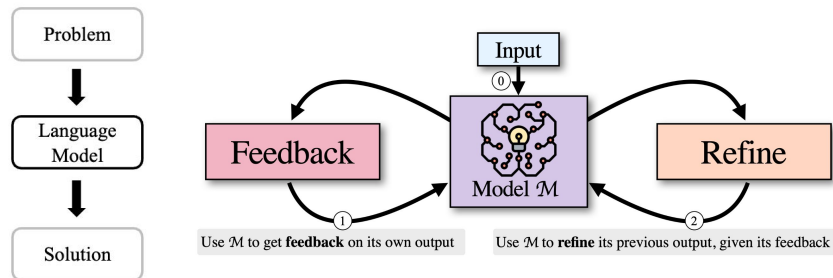 Problem
Language
Model
Solution
Input
0
Feedback
Model ℳ
Refine
1
2
Use ℳ to get feedback on its own output
Use ℳ to refine its previous output, given its feedback